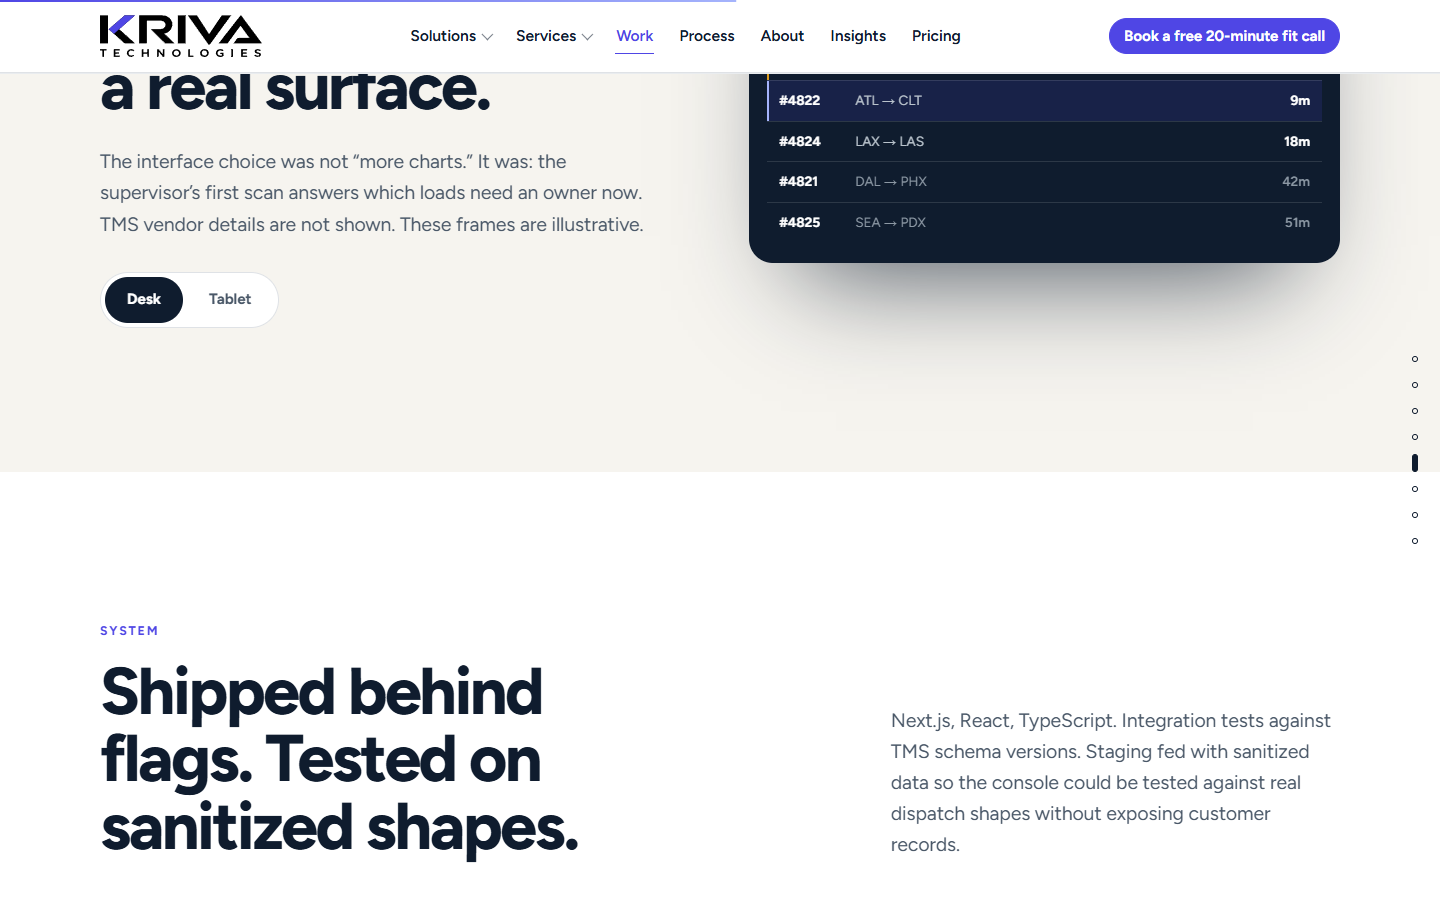 KRIVA
TECHNOLOGIES
Solutions
Services
Work
Process
About
Insights
Pricing
Book a free 20-minute fit call
a real surface.
The interface choice was not “more charts.” It was: the
supervisor’s first scan answers which loads need an owner now.
TMS vendor details are not shown. These frames are illustrative.
Desk
Tablet
#4822 ATL → CLT 9m
#4824 LAX → LAS 18m
#4821 DAL → PHX 42m
#4825 SEA → PDX 51m
SYSTEM
Shipped behind
flags. Tested on
sanitized shapes.
Next.js, React, TypeScript. Integration tests against
TMS schema versions. Staging fed with sanitized
data so the console could be tested against real
dispatch shapes without exposing customer
records.